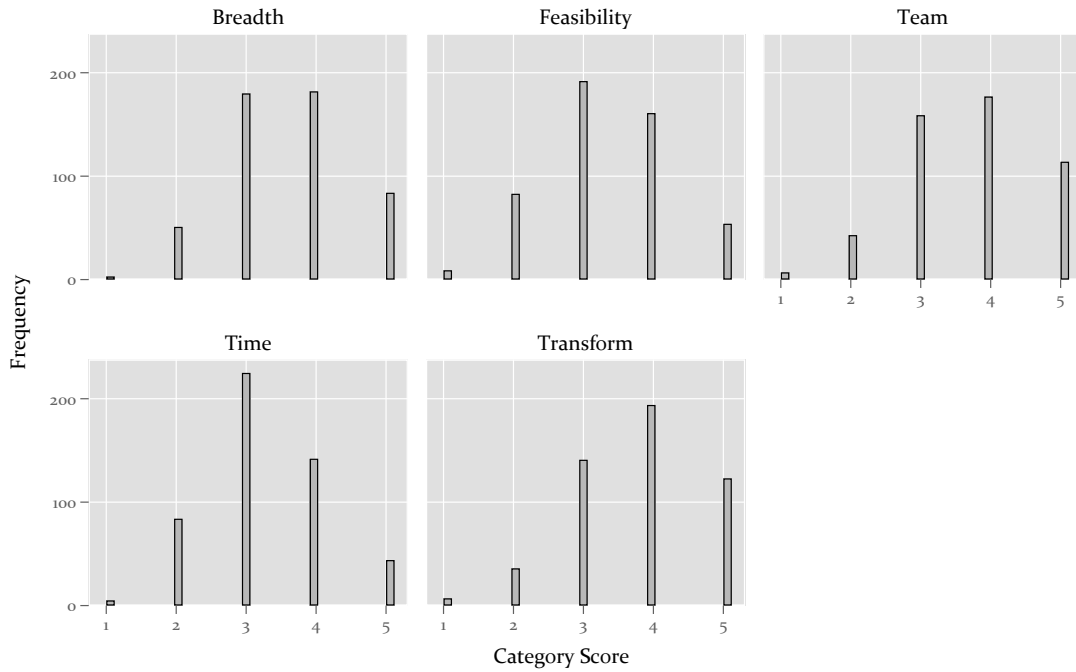 Breadth
Feasibility
Team
200
100
0
1 2 3 4 5
Frequency
Time
Transform
200
100
0
1 2 3 4 5
1 2 3 4 5
Category Score